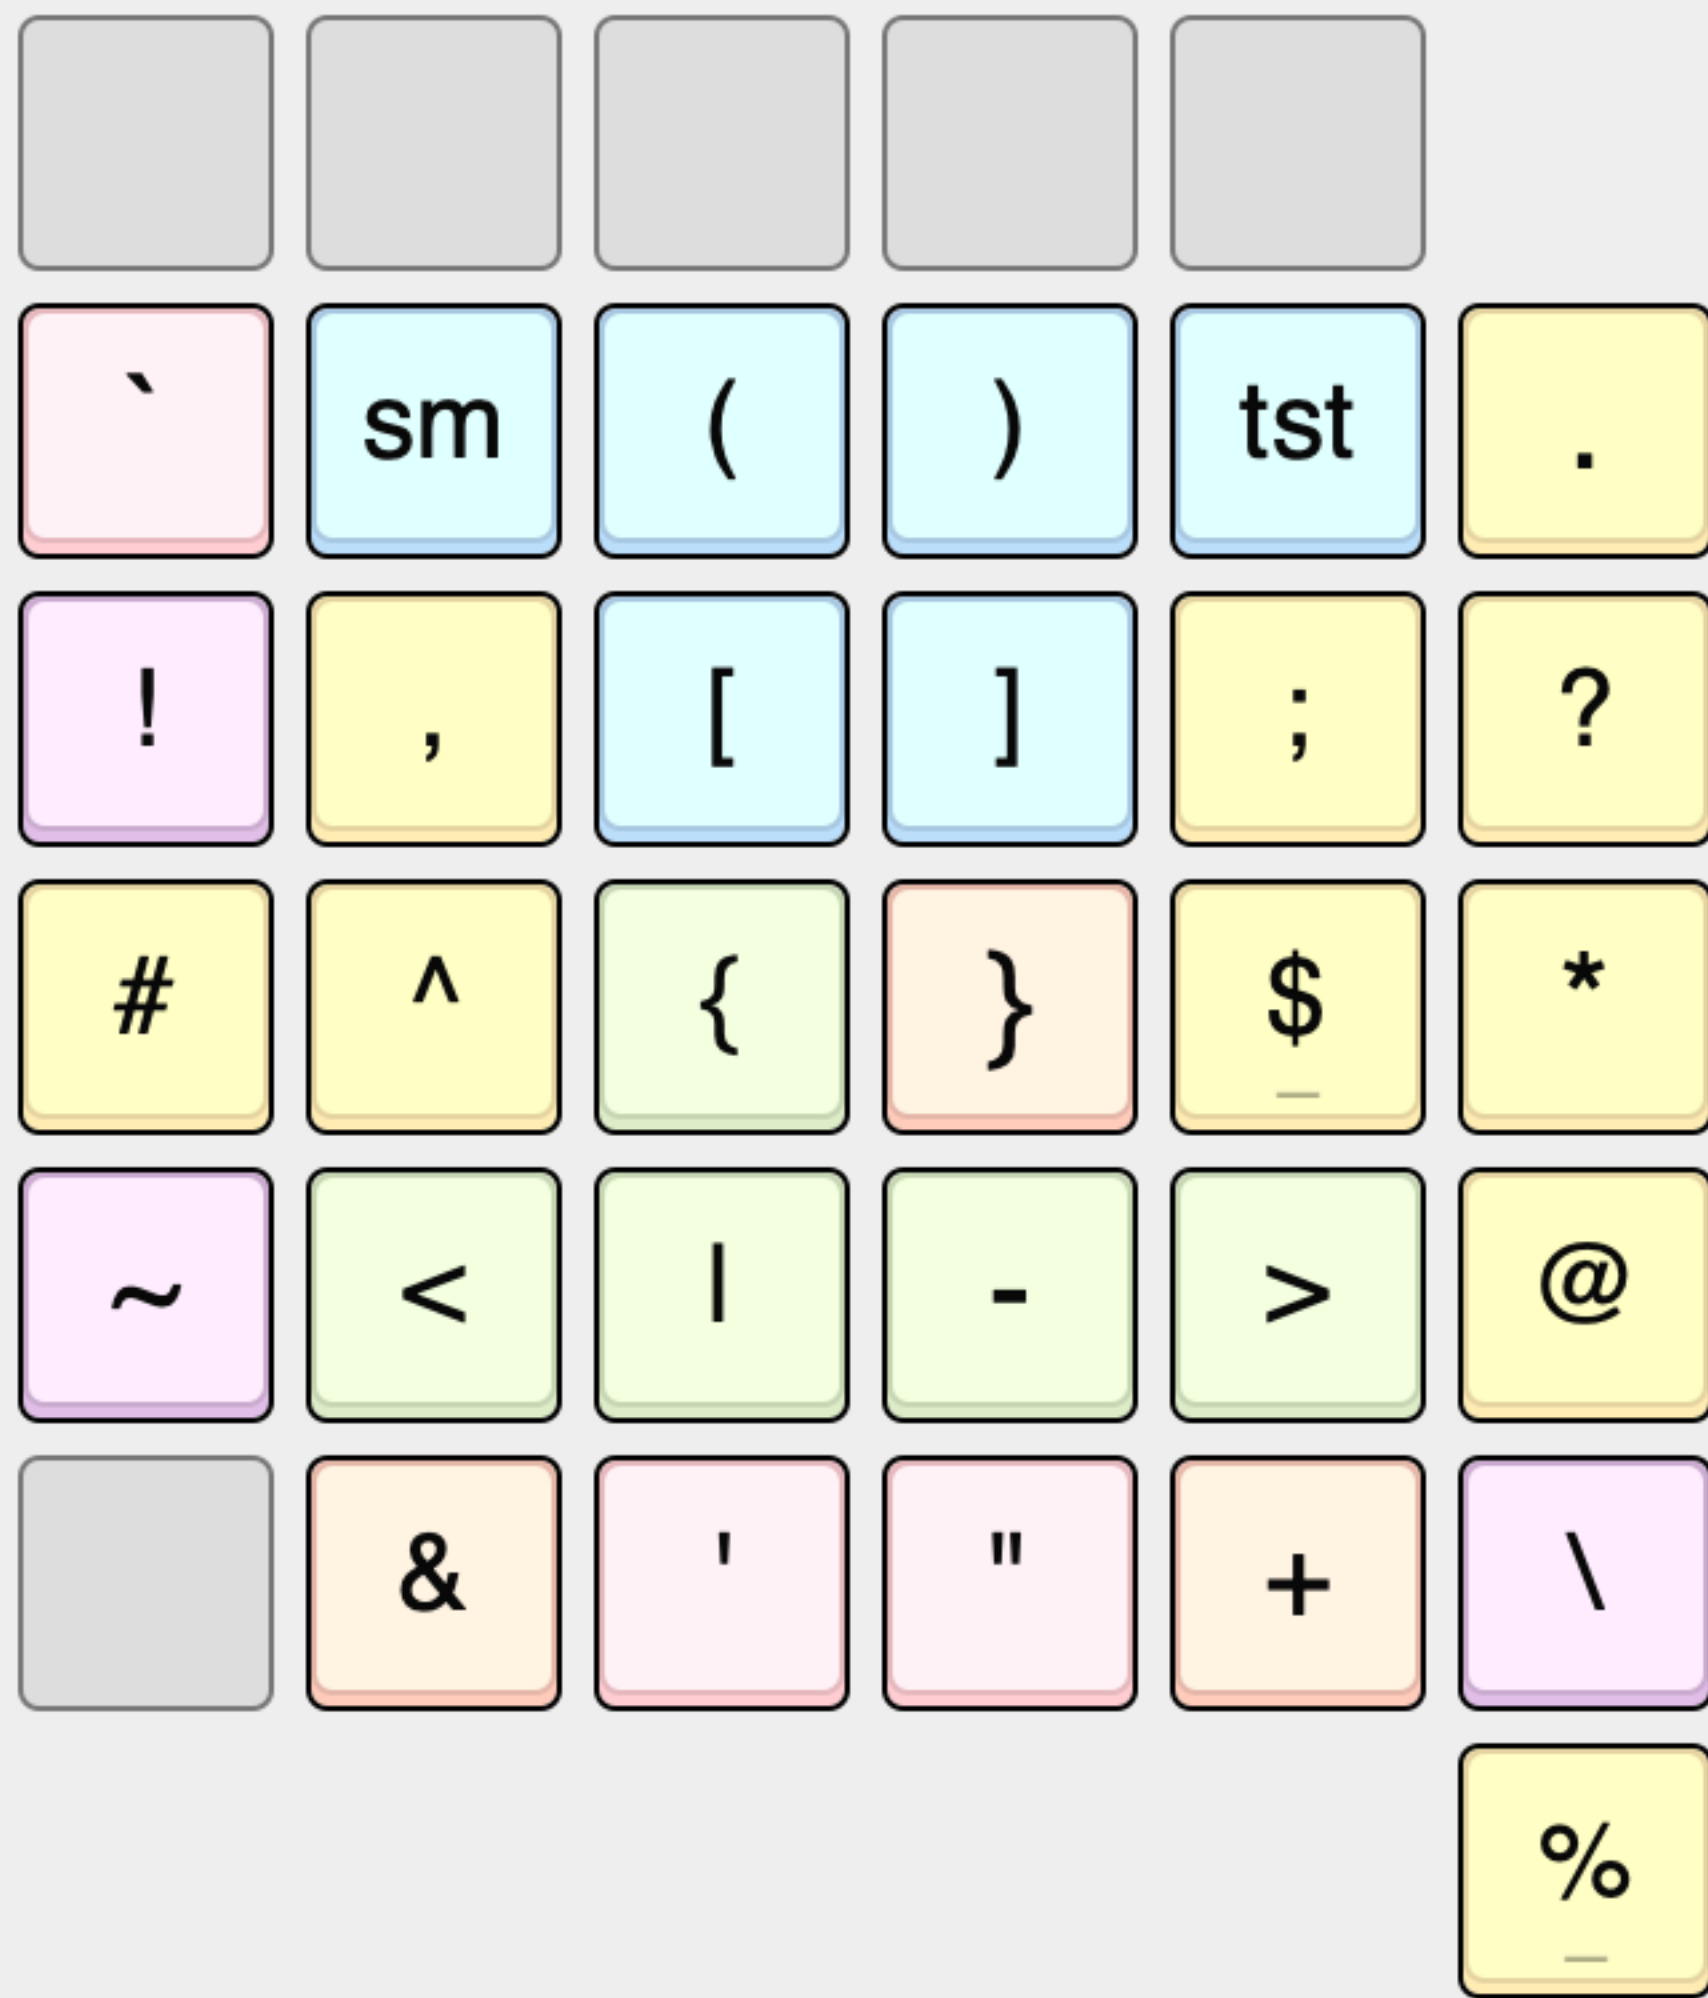 ` sm ( ) tst .
! , [ ] ; ?
# ^ { } $ *
_
~ < | - > @
& ' " + \
%
_